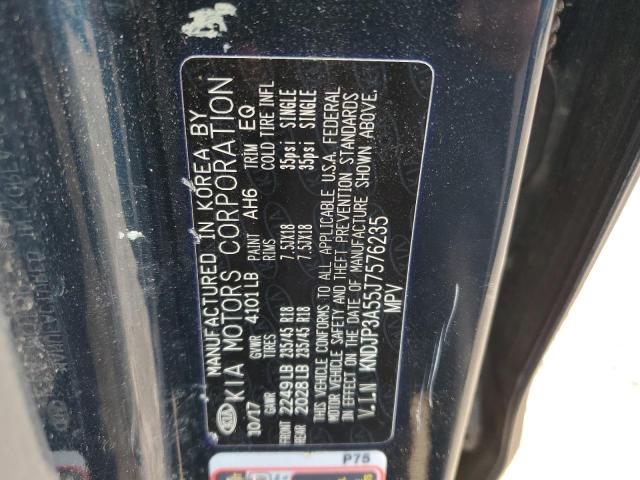 MANUFACTURED IN KOREA BY
KIA KIA MOTORS CORPORATION
10/17 GVWR 4101LB PAINT AH6 TRIM EQ
GAWR TIRES RIMS COLD TIRE INFL
FRONT 2249LB 235/45 R18 7.5JX18 35psi SINGLE
REAR 2028LB 235/45 R18 7.5JX18 35psi SINGLE
THIS VEHICLE CONFORMS TO ALL APPLICABLE U.S.A. FEDERAL
MOTOR VEHICLE SAFETY AND THEFT PREVENTION STANDARDS
IN EFFECT ON THE DATE OF MANUFACTURE SHOWN ABOVE.
V.I.N KNDJP3A55J7576235
MPV
P75